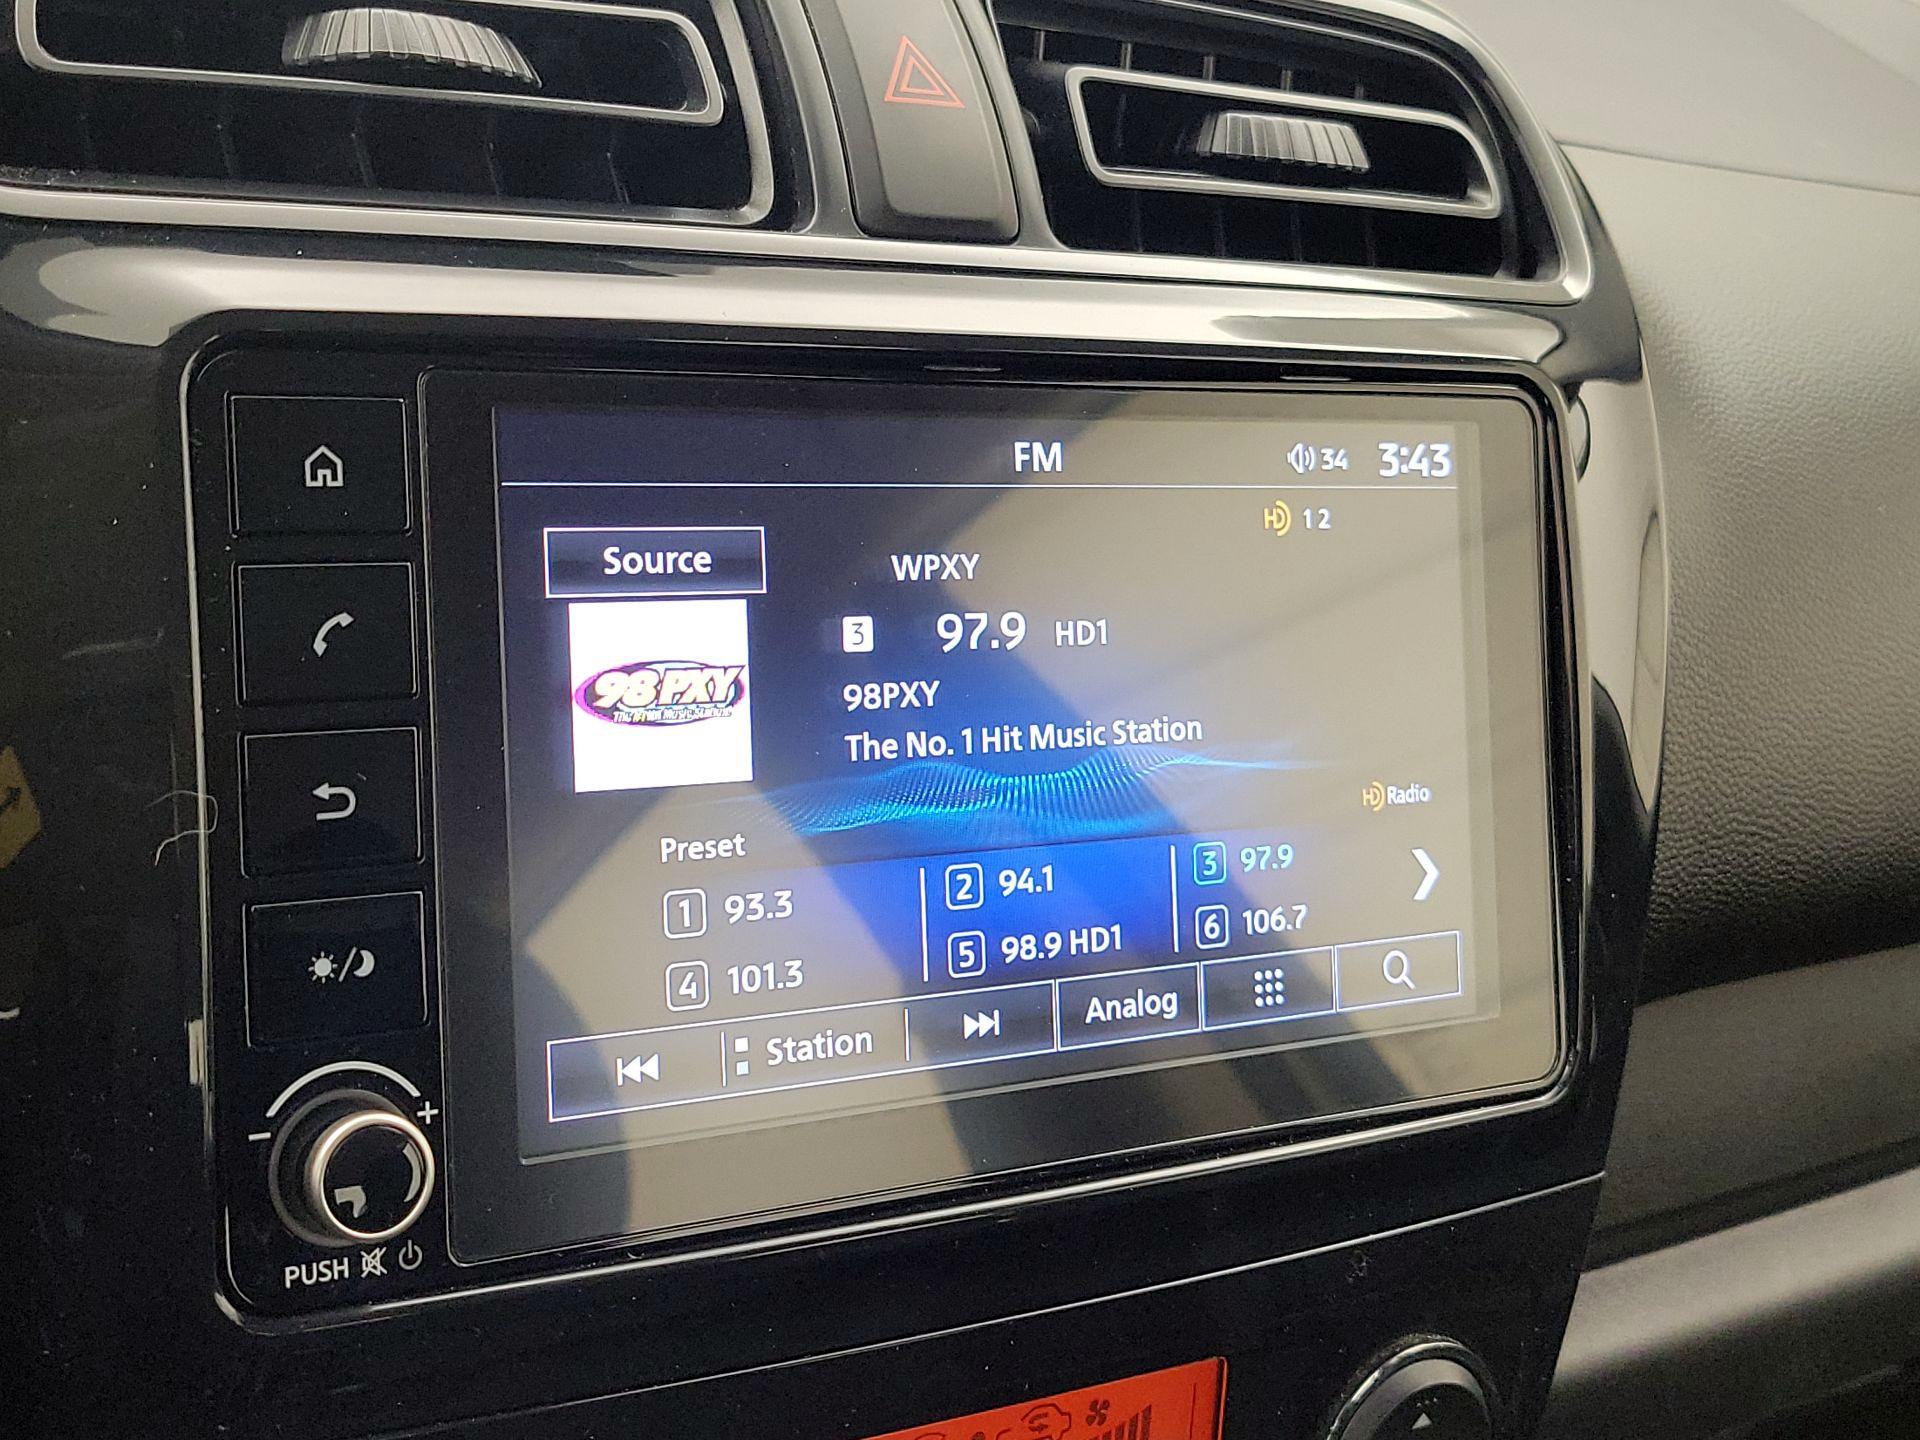 FM
34 3:43
HD 1 2
Source
WPXY
3 97.9 HD1
98PXY
98PXY
The No. 1 Hit Music Station
HD Radio
Preset
1 93.3
2 94.1
3 97.9
4 101.3
5 98.9 HD1
6 106.7
Station
Analog
- +
PUSH